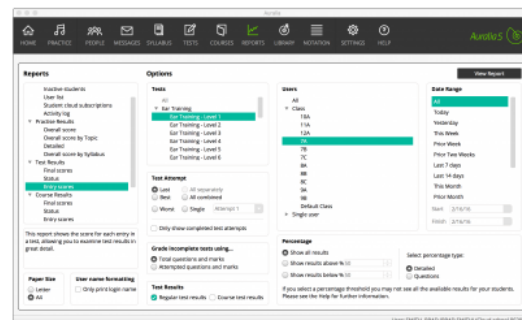 Auralia
HOME PRACTICE PEOPLE MESSAGES SYLLABUS TESTS COURSES REPORTS LIBRARY NOTATION SETTINGS HELP
Auralia 5
Reports
Inactive students
User list
Student cloud subscriptions
Activity log
Practice Results
Overall score
Overall score by Topic
Detailed
Overall score by Syllabus
Test Results
Final scores
Status
Entry scores
Course Results
Final scores
Status
Entry scores
This report shows the score for each entry in
a test, allowing you to examine test results in
great detail.
Paper Size
Letter
A4
User name formatting
Only print login name
Options
Tests
All
Ear Training
Ear Training - Level 1
Ear Training - Level 2
Ear Training - Level 3
Ear Training - Level 4
Ear Training - Level 5
Ear Training - Level 6
Test Attempt
Last All separately
Best All combined
Worst Single Attempt 1
Only show completed test attempts
Grade incomplete tests using...
Total questions and marks
Attempted questions and marks
Test Results
Regular test results Course test results
Users
All
Class
10A
11A
12A
7A
7B
7C
8A
8B
8C
9A
9B
Default Class
Single user
Percentage
Show all results
Show results above % 50
Show results below % 50
Select percentage type:
Detailed
Questions
If you select a percentage threshold you may not see all the available results for your students.
Please see the Help for further information.
View Report
Date Range
All
Today
Yesterday
This Week
Prior Week
Prior Two Weeks
Last 7 days
Last 14 days
This Month
Prior Month
Start 3/16/16
Finish 3/16/16